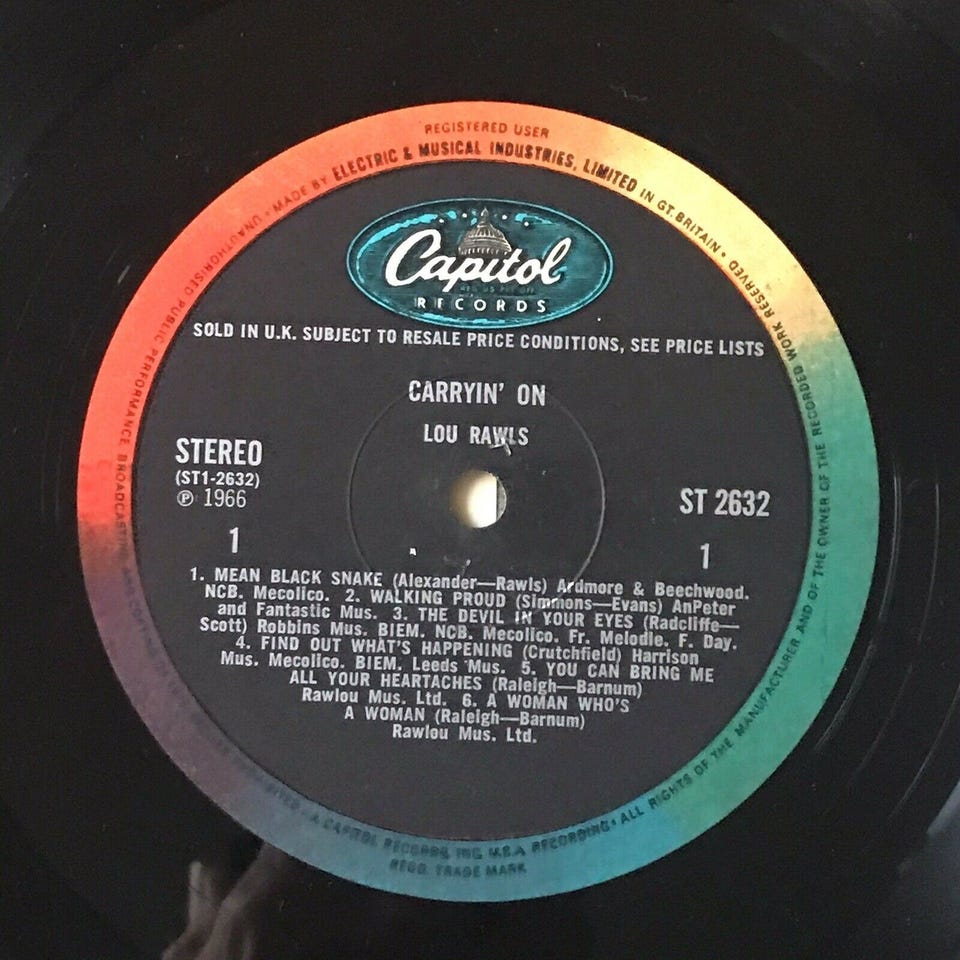 REGISTERED USER
MADE BY ELECTRIC & MUSICAL INDUSTRIES, LIMITED IN GT. BRITAIN •
ALL RIGHTS OF THE MANUFACTURER AND OF THE OWNER OF THE RECORDED WORK RESERVED •
UNAUTHORISED PUBLIC PERFORMANCE BROADCASTING AND
A CAPITOL RECORDS, INC. U.S.A. RECORDING •
REGD. TRADE MARK
Capitol
RECORDS
SOLD IN U.K. SUBJECT TO RESALE PRICE CONDITIONS, SEE PRICE LISTS
CARRYIN' ON
LOU RAWLS
STEREO
(ST1-2632)
℗ 1966
1
ST 2632
1
1. MEAN BLACK SNAKE (Alexander—Rawls) Ardmore & Beechwood.
NCB. Mecolico. 2. WALKING PROUD (Simmons—Evans) AnPeter
and Fantastic Mus. 3. THE DEVIL IN YOUR EYES (Radcliffe—
Scott) Robbins Mus. BIEM. NCB. Mecolico. Fr. Melodie. F. Day.
4. FIND OUT WHAT'S HAPPENING (Crutchfield) Harrison
Mus. Mecolico. BIEM. Leeds Mus. 5. YOU CAN BRING ME
ALL YOUR HEARTACHES (Raleigh—Barnum)
Rawlou Mus. Ltd. 6. A WOMAN WHO'S
A WOMAN (Raleigh—Barnum)
Rawlou Mus. Ltd.